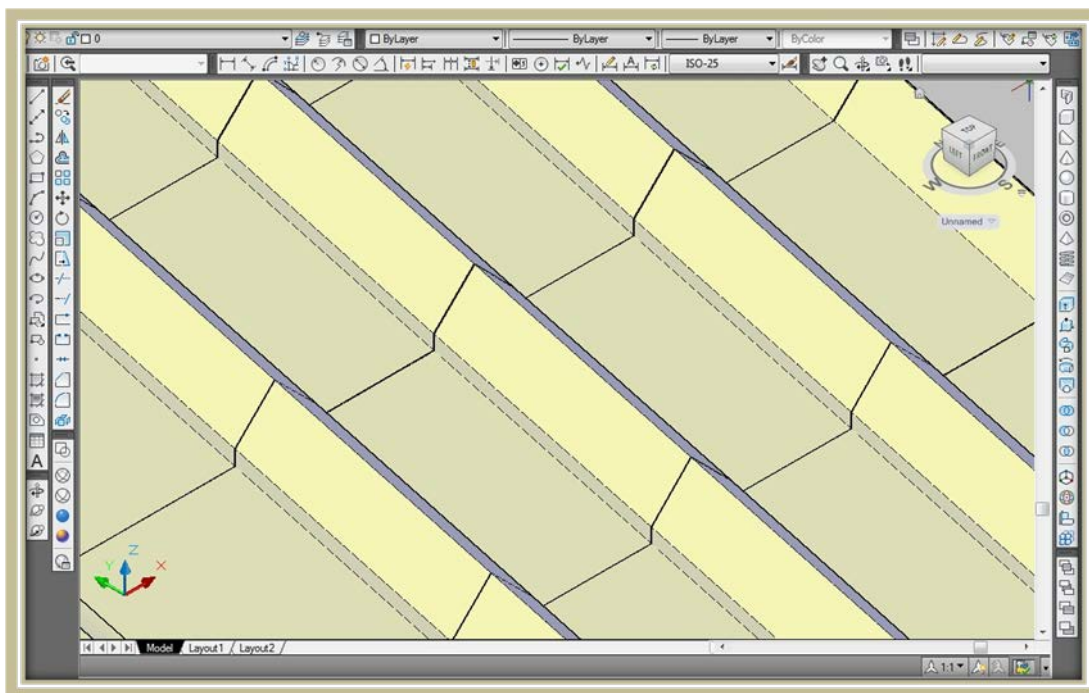 0 ByLayer ByLayer ByLayer ByColor
ISO-25
TOP
LEFT FRONT
W S
Unnamed
A
Z
Y X
Model Layout1 Layout2
1:1